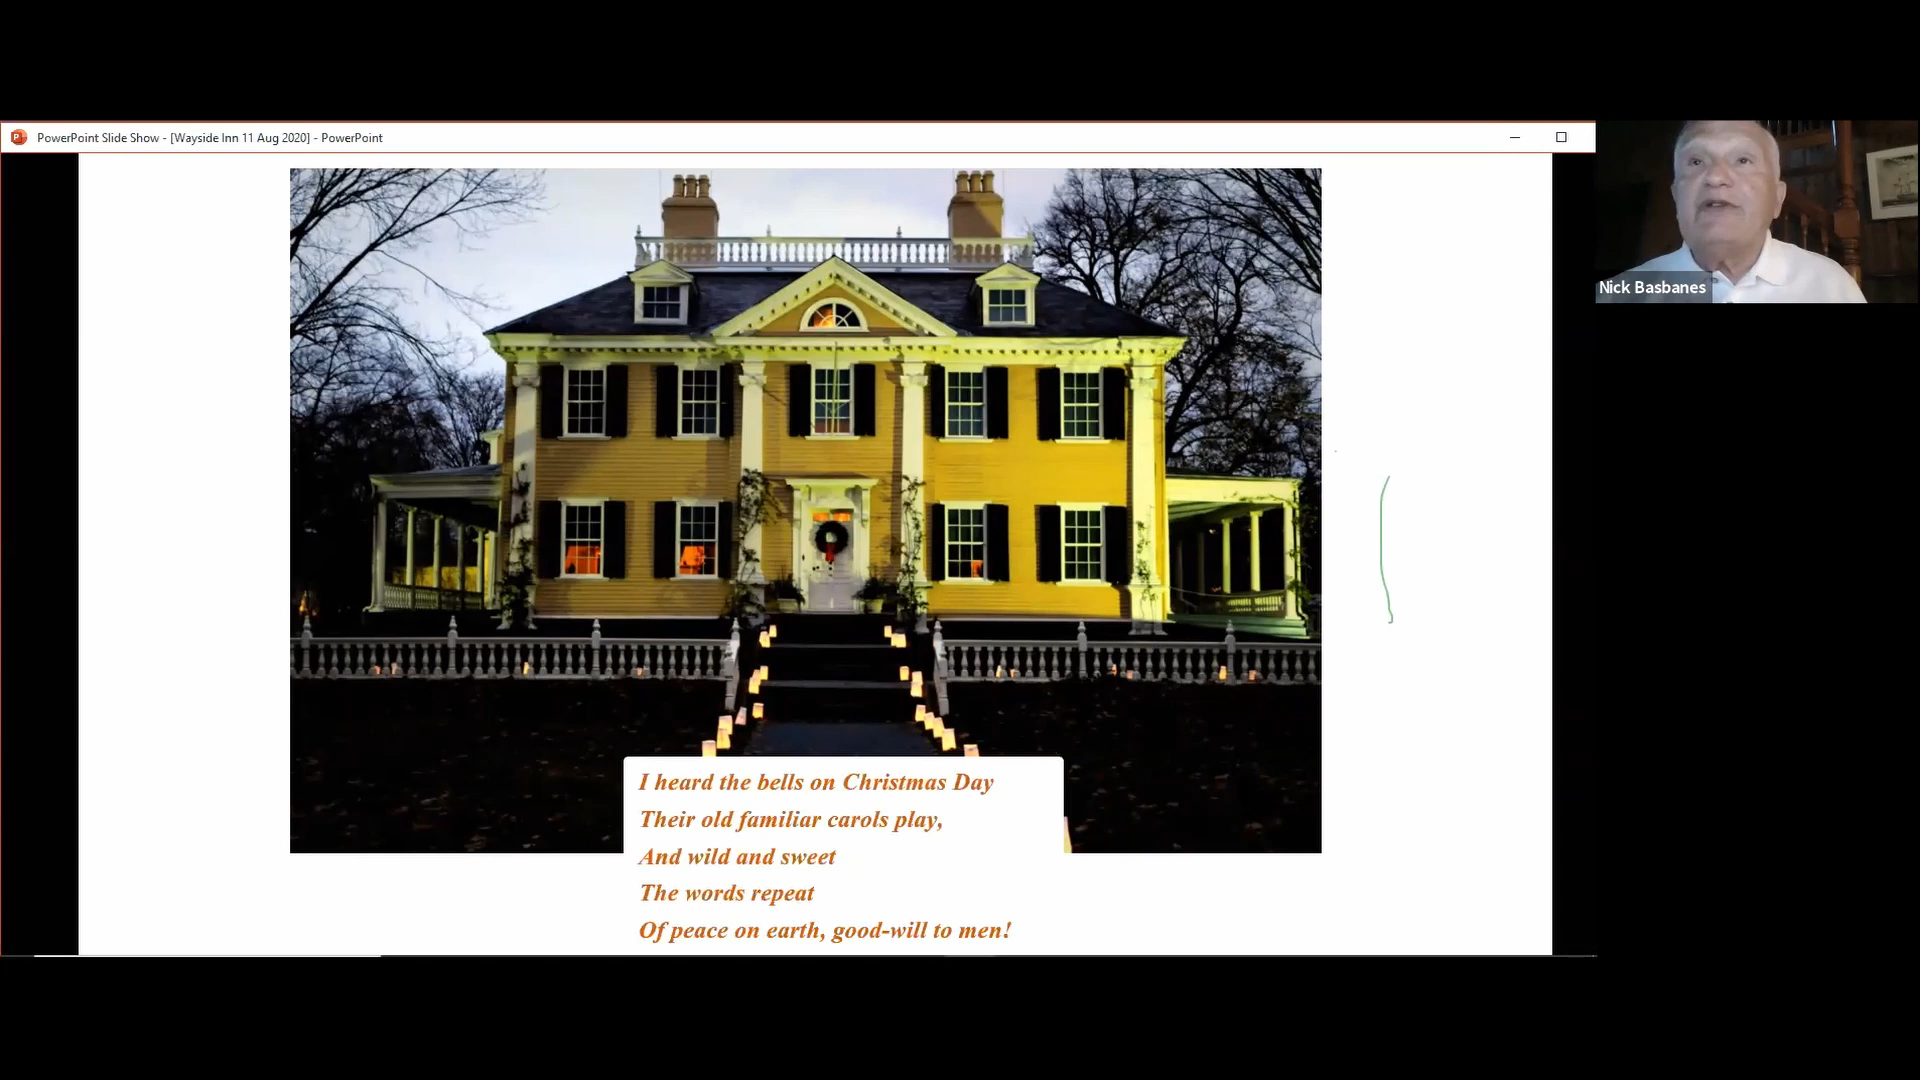 PowerPoint Slide Show - [Wayside Inn 11 Aug 2020] - PowerPoint
Nick Basbanes
I heard the bells on Christmas Day
Their old familiar carols play,
And wild and sweet
The words repeat
Of peace on earth, good-will to men!